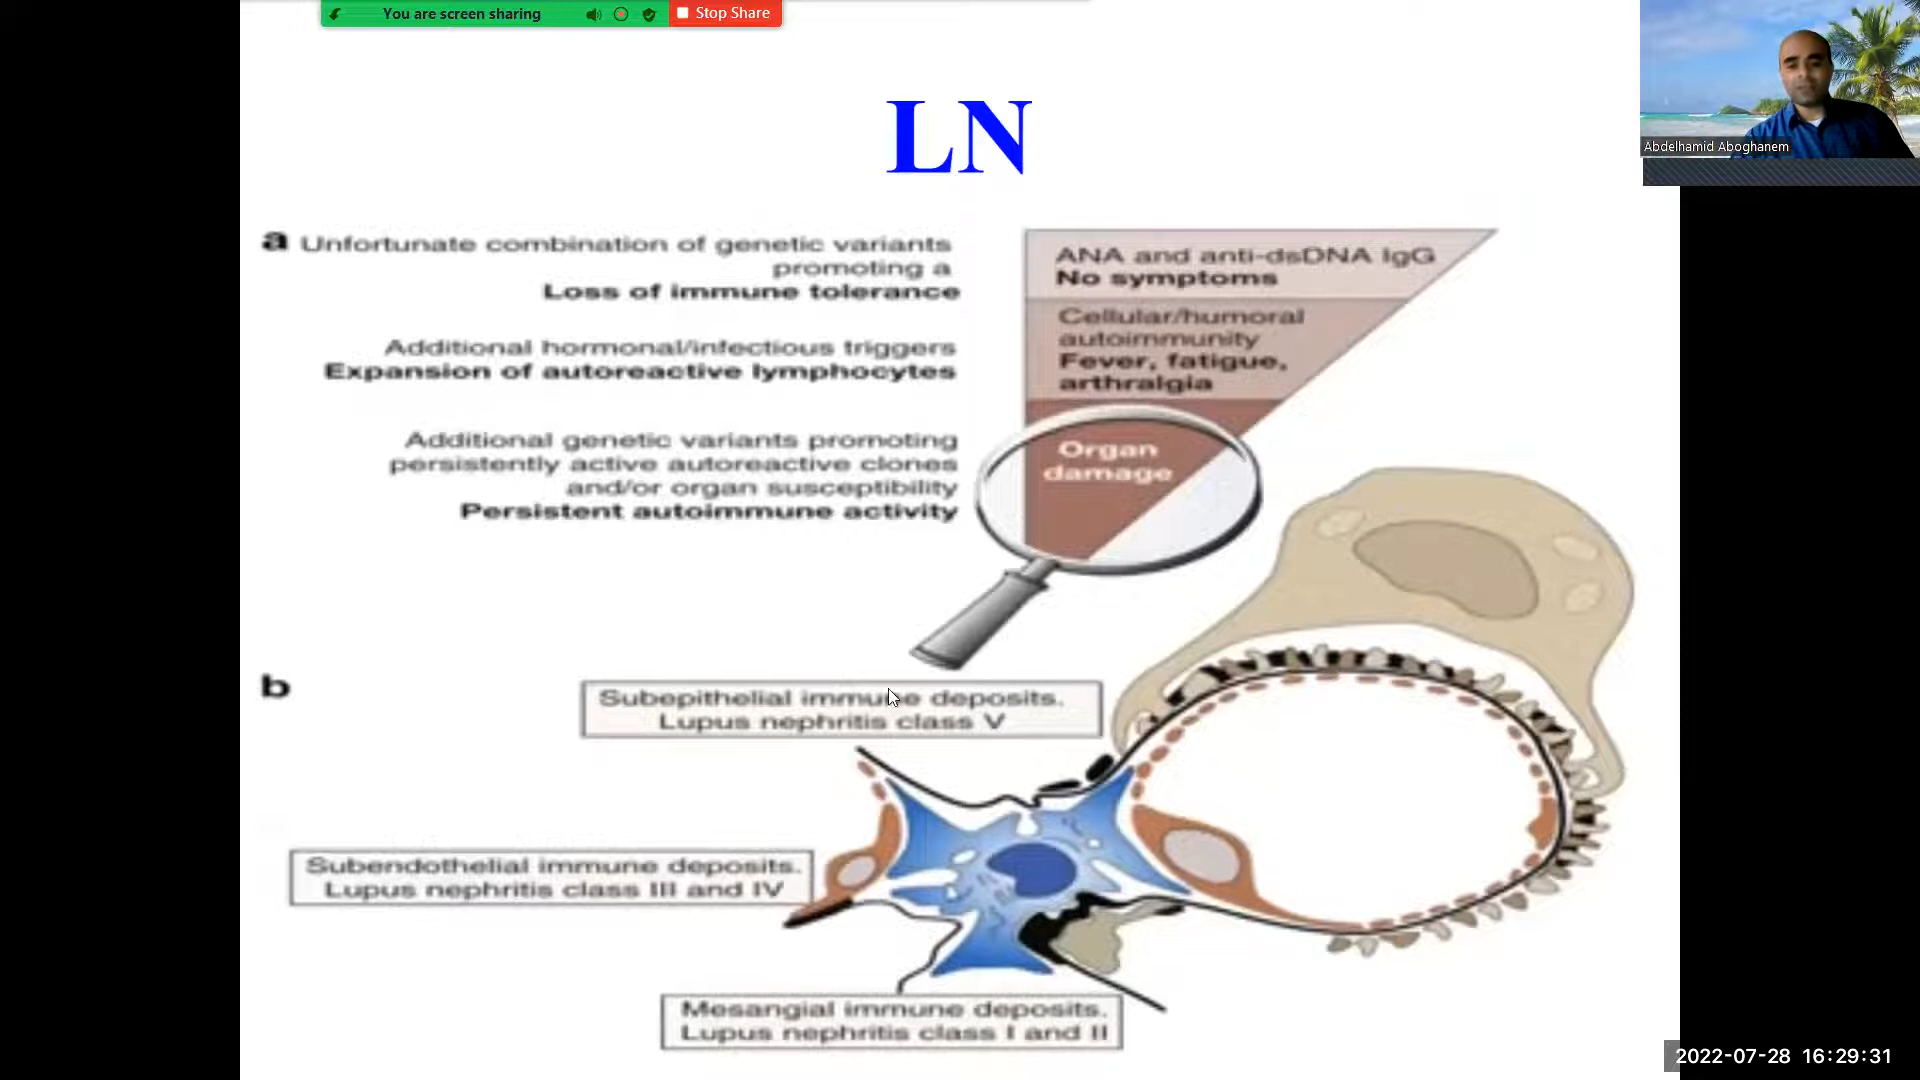 You are screen sharing
Stop Share
Abdelhamid Aboghanem
LN
a Unfortunate combination of genetic variants
promoting a
Loss of immune tolerance
Additional hormonal/infectious triggers
Expansion of autoreactive lymphocytes
Additional genetic variants promoting
persistently active autoreactive clones
and/or organ susceptibility
Persistent autoimmune activity
ANA and anti-dsDNA IgG
No symptoms
Cellular/humoral
autoimmunity
Fever, fatigue,
arthralgia
Organ
damage
b
Subepithelial immune deposits.
Lupus nephritis class V
Subendothelial immune deposits.
Lupus nephritis class III and IV
Mesangial immune deposits.
Lupus nephritis class I and II
2022-07-28 16:29:31